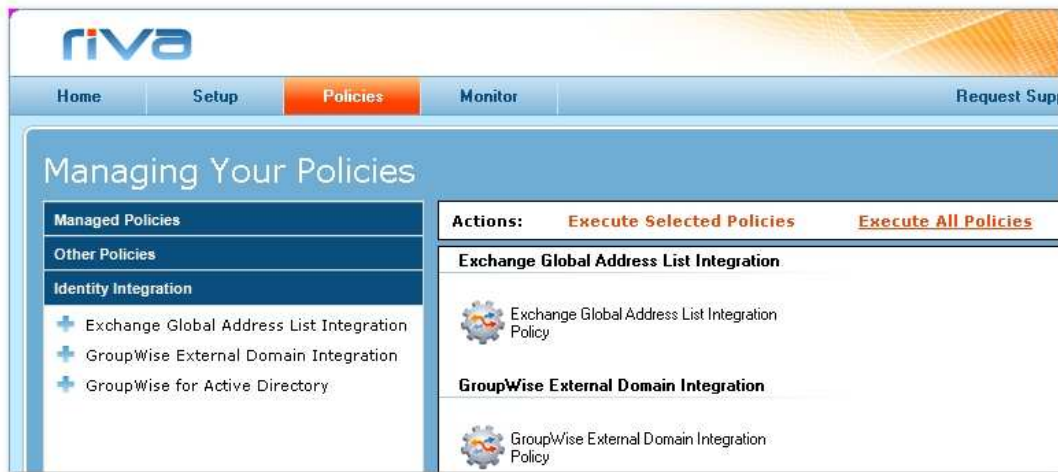 riva
Home Setup Policies Monitor Request Supp
Managing Your Policies
Managed Policies
Other Policies
Identity Integration
Exchange Global Address List Integration
GroupWise External Domain Integration
GroupWise for Active Directory
Actions: Execute Selected Policies Execute All Policies
Exchange Global Address List Integration
Exchange Global Address List Integration
Policy
GroupWise External Domain Integration
GroupWise External Domain Integration
Policy